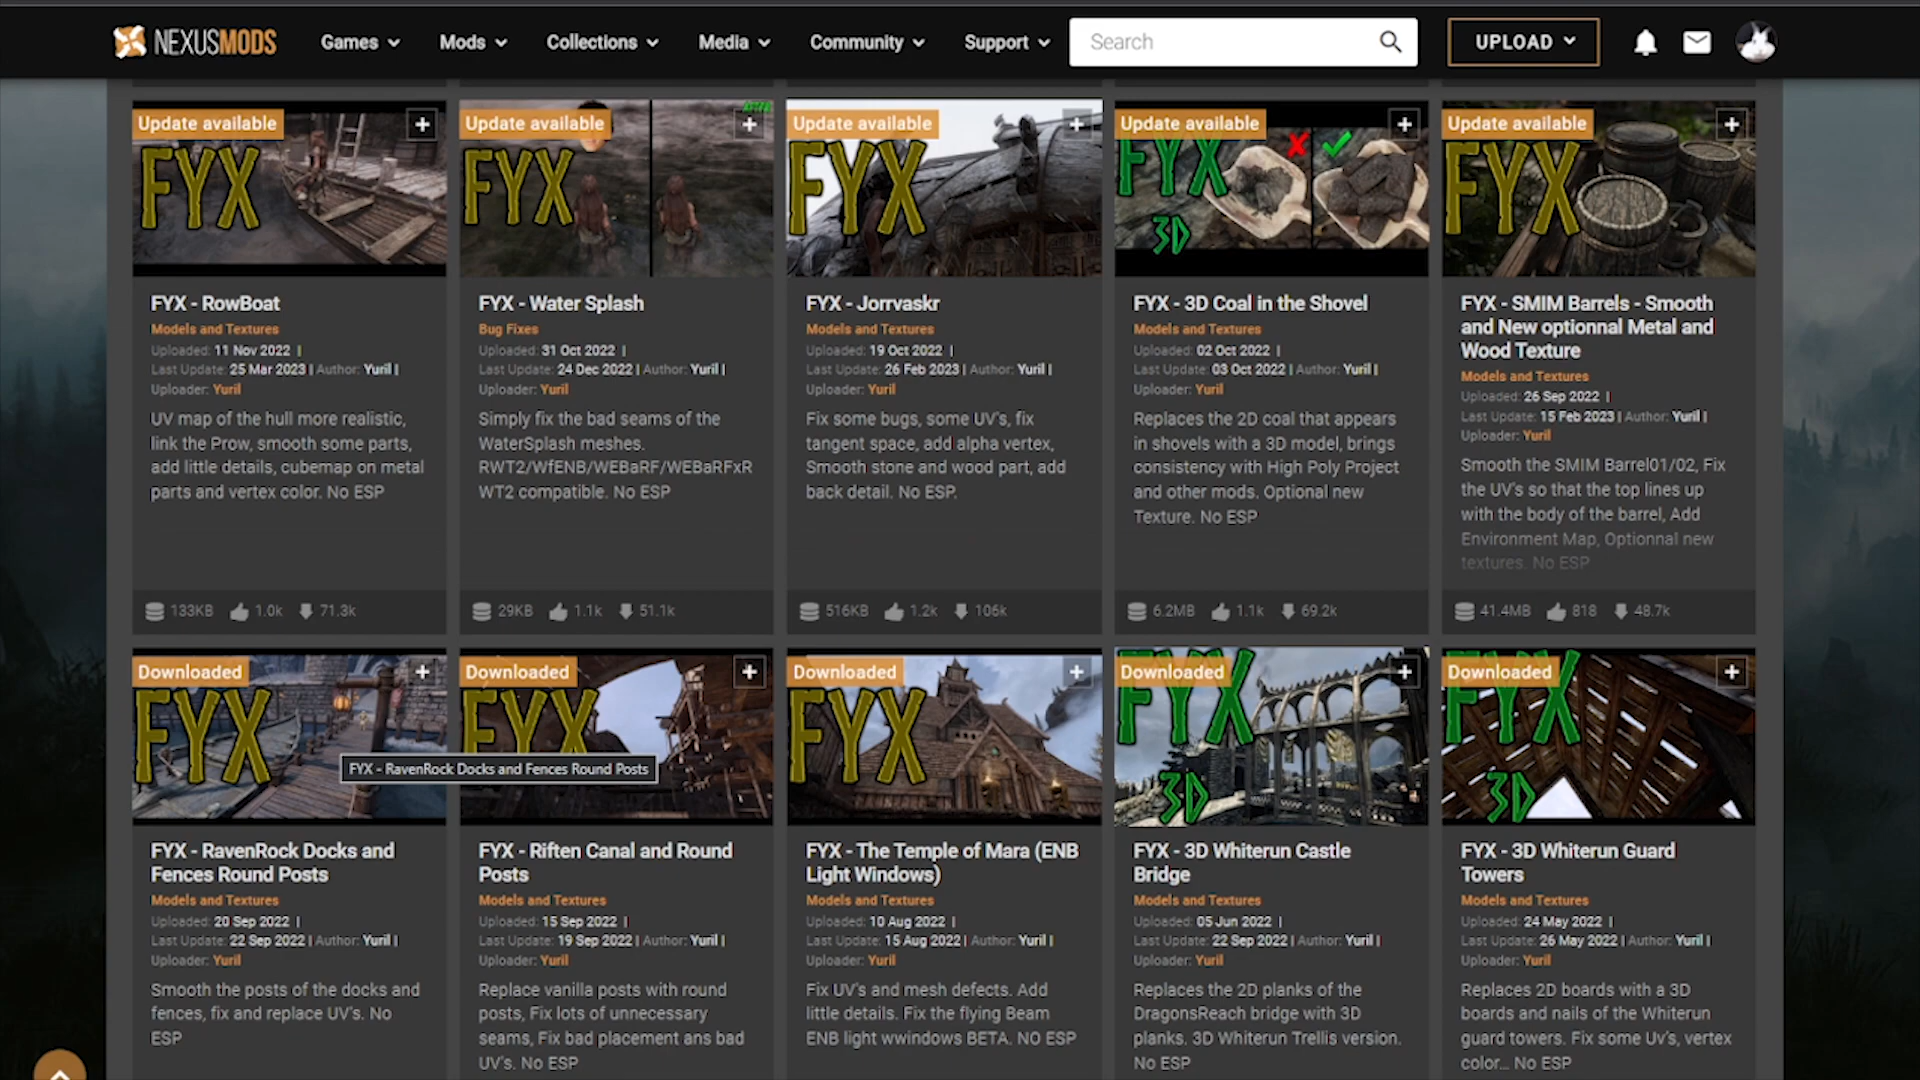 NEXUSMODS Games Mods Collections Media Community Support Search UPLOAD
Update available
FYX
FYX - RowBoat
Models and Textures
Uploaded: 11 Nov 2022 |
Last Update: 25 Mar 2023 | Author: Yuril |
Uploader: Yuril
UV map of the hull more realistic,
link the Prow, smooth some parts,
add little details, cubemap on metal
parts and vertex color. No ESP
133KB 1.0k 71.3k
Update available
FYX
FYX - Water Splash
Bug Fixes
Uploaded: 31 Oct 2022 |
Last Update: 24 Dec 2022 | Author: Yuril |
Uploader: Yuril
Simply fix the bad seams of the
WaterSplash meshes.
RWT2/WfENB/WEBaRF/WEBaRFxR
WT2 compatible. No ESP
29KB 1.1k 51.1k
Update available
FYX
FYX - Jorrvaskr
Models and Textures
Uploaded: 19 Oct 2022 |
Last Update: 26 Feb 2023 | Author: Yuril |
Uploader: Yuril
Fix some bugs, some UV's, fix
tangent space, add alpha vertex,
Smooth stone and wood part, add
back detail. No ESP.
516KB 1.2k 106k
Update available
FYX
3D
FYX - 3D Coal in the Shovel
Models and Textures
Uploaded: 02 Oct 2022 |
Last Update: 03 Oct 2022 | Author: Yuril |
Uploader: Yuril
Replaces the 2D coal that appears
in shovels with a 3D model, brings
consistency with High Poly Project
and other mods. Optional new
Texture. No ESP
6.2MB 1.1k 69.2k
Update available
FYX
FYX - SMIM Barrels - Smooth
and New optionnal Metal and
Wood Texture
Models and Textures
Uploaded: 26 Sep 2022 |
Last Update: 15 Feb 2023 | Author: Yuril |
Uploader: Yuril
Smooth the SMIM Barrel01/02, Fix
the UV's so that the top lines up
with the body of the barrel, Add
Environment Map, Optionnal new
textures. No ESP
41.4MB 818 48.7k
Downloaded
FYX
FYX - RavenRock Docks and Fences Round Posts
FYX - RavenRock Docks and
Fences Round Posts
Models and Textures
Uploaded: 20 Sep 2022 |
Last Update: 22 Sep 2022 | Author: Yuril |
Uploader: Yuril
Smooth the posts of the docks and
fences, fix and replace UV's. No
ESP
Downloaded
FYX
FYX - Riften Canal and Round
Posts
Models and Textures
Uploaded: 15 Sep 2022 |
Last Update: 19 Sep 2022 | Author: Yuril |
Uploader: Yuril
Replace vanilla posts with round
posts, Fix lots of unnecessary
seams, Fix bad placement ans bad
UV's. No ESP
Downloaded
FYX
FYX - The Temple of Mara (ENB
Light Windows)
Models and Textures
Uploaded: 10 Aug 2022 |
Last Update: 15 Aug 2022 | Author: Yuril |
Uploader: Yuril
Fix UV's and mesh defects. Add
little details. Fix the flying Beam
ENB light wwindows BETA. NO ESP
Downloaded
FYX
3D
FYX - 3D Whiterun Castle
Bridge
Models and Textures
Uploaded: 05 Jun 2022 |
Last Update: 22 Sep 2022 | Author: Yuril |
Uploader: Yuril
Replaces the 2D planks of the
DragonsReach bridge with 3D
planks. 3D Whiterun Trellis version.
No ESP
Downloaded
FYX
3D
FYX - 3D Whiterun Guard
Towers
Models and Textures
Uploaded: 24 May 2022 |
Last Update: 26 May 2022 | Author: Yuril |
Uploader: Yuril
Replaces 2D boards with a 3D
boards and nails of the Whiterun
guard towers. Fix some Uv's, vertex
color... No ESP